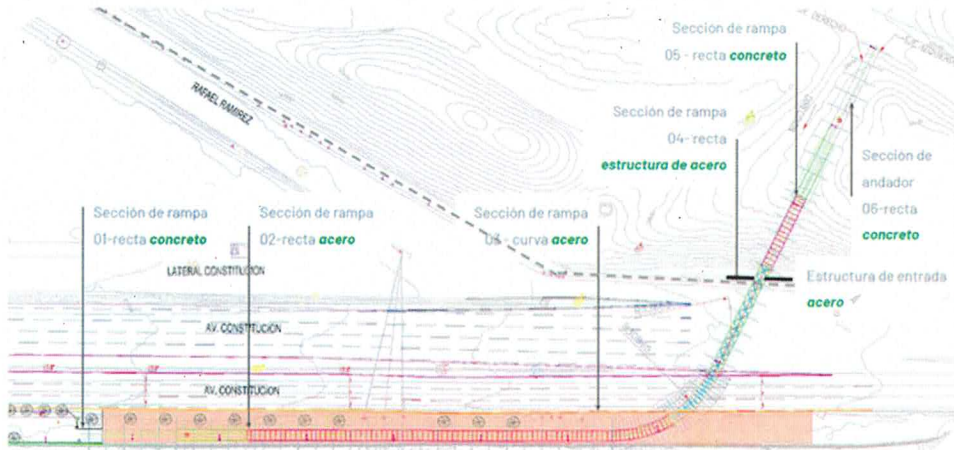 Sección de rampa
05 - recta concreto
Sección de rampa
04- recta
estructura de acero
Sección de
andador
06-recta
concreto
RAFAEL RAMIREZ
Sección de rampa
01-recta concreto
Sección de rampa
02-recta acero
Sección de rampa
03 - curva acero
Estructura de entrada
acero
LATERAL CONSTITUCION
AV. CONSTITUCION
AV. CONSTITUCION